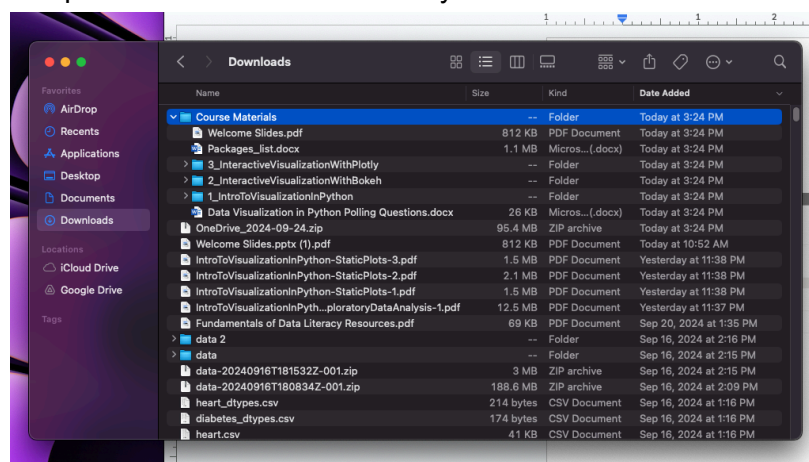 1 1 2
Downloads
Favorites
AirDrop
Recents
Applications
Desktop
Documents
Downloads
Locations
iCloud Drive
Google Drive
Tags
Name Size Kind Date Added
Course Materials -- Folder Today at 3:24 PM
Welcome Slides.pdf 812 KB PDF Document Today at 3:24 PM
Packages_list.docx 1.1 MB Micros...(.docx) Today at 3:24 PM
3_InteractiveVisualizationWithPlotly -- Folder Today at 3:24 PM
2_InteractiveVisualizationWithBokeh -- Folder Today at 3:24 PM
1_IntroToVisualizationInPython -- Folder Today at 3:24 PM
Data Visualization in Python Polling Questions.docx 26 KB Micros...(.docx) Today at 3:24 PM
OneDrive_2024-09-24.zip 95.4 MB ZIP archive Today at 3:24 PM
Welcome Slides.pptx (1).pdf 812 KB PDF Document Today at 10:52 AM
IntroToVisualizationInPython-StaticPlots-3.pdf 1.5 MB PDF Document Yesterday at 11:38 PM
IntroToVisualizationInPython-StaticPlots-2.pdf 2.1 MB PDF Document Yesterday at 11:38 PM
IntroToVisualizationInPython-StaticPlots-1.pdf 1.5 MB PDF Document Yesterday at 11:38 PM
IntroToVisualizationInPyth...ploratoryDataAnalysis-1.pdf 12.5 MB PDF Document Yesterday at 11:37 PM
Fundamentals of Data Literacy Resources.pdf 69 KB PDF Document Sep 20, 2024 at 1:35 PM
data 2 -- Folder Sep 16, 2024 at 2:16 PM
data -- Folder Sep 16, 2024 at 2:15 PM
data-20240916T181532Z-001.zip 3 MB ZIP archive Sep 16, 2024 at 2:15 PM
data-20240916T180834Z-001.zip 188.6 MB ZIP archive Sep 16, 2024 at 2:09 PM
heart_dtypes.csv 214 bytes CSV Document Sep 16, 2024 at 1:16 PM
diabetes_dtypes.csv 174 bytes CSV Document Sep 16, 2024 at 1:16 PM
heart.csv 41 KB CSV Document Sep 16, 2024 at 1:16 PM